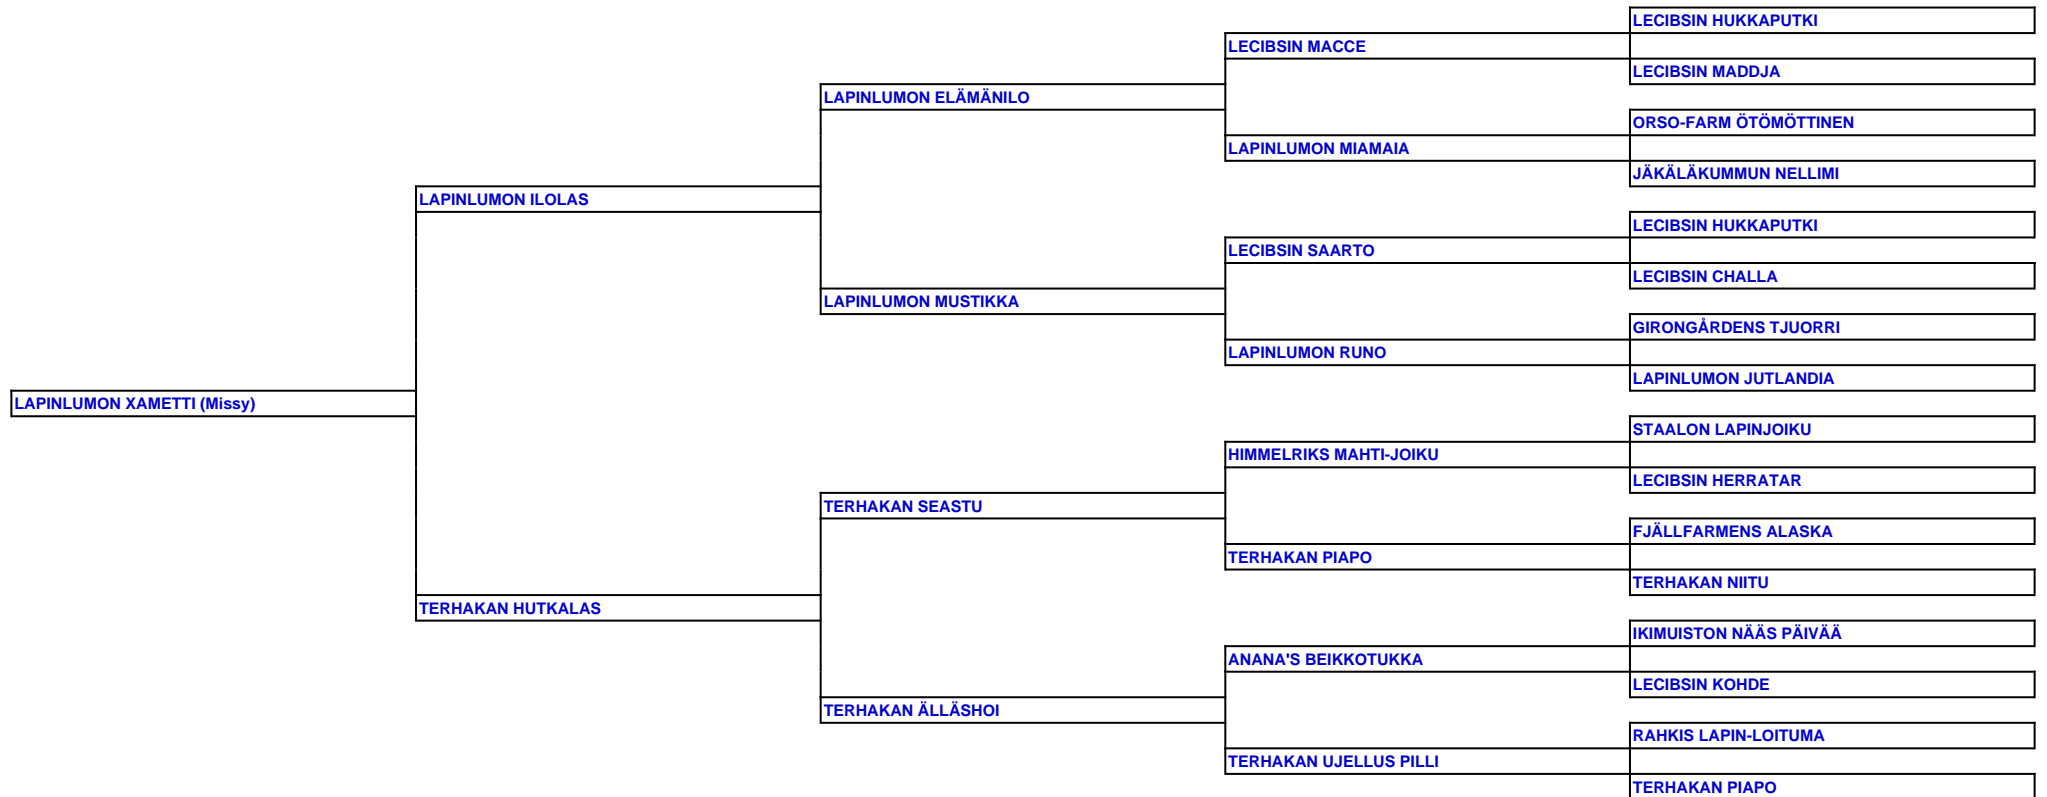 LECIBSIN HUKKAPUTKI
LECIBSIN MACCE
LECIBSIN MADDJA
LAPINLUMON ELÄMÄNILO
ORSO-FARM ÖTÖMÖTTINEN
LAPINLUMON MIAMAIA
JÄKÄLÄKUMMUN NELLIMI
LAPINLUMON ILOLAS
LECIBSIN HUKKAPUTKI
LECIBSIN SAARTO
LECIBSIN CHALLA
LAPINLUMON MUSTIKKA
GIRONGÅRDENS TJUORRI
LAPINLUMON RUNO
LAPINLUMON JUTLANDIA
LAPINLUMON XAMETTI (Missy)
STAALON LAPINJOIKU
HIMMELRIKS MAHTI-JOIKU
LECIBSIN HERRATAR
TERHAKAN SEASTU
FJÄLLFARMENS ALASKA
TERHAKAN PIAPO
TERHAKAN NIITU
TERHAKAN HUTKALAS
IKIMUISTON NÄÄS PÄIVÄÄ
ANANA'S BEIKKOTUKKA
LECIBSIN KOHDE
TERHAKAN ÄLLÄSHOI
RAHKIS LAPIN-LOITUMA
TERHAKAN UJELLUS PILLI
TERHAKAN PIAPO